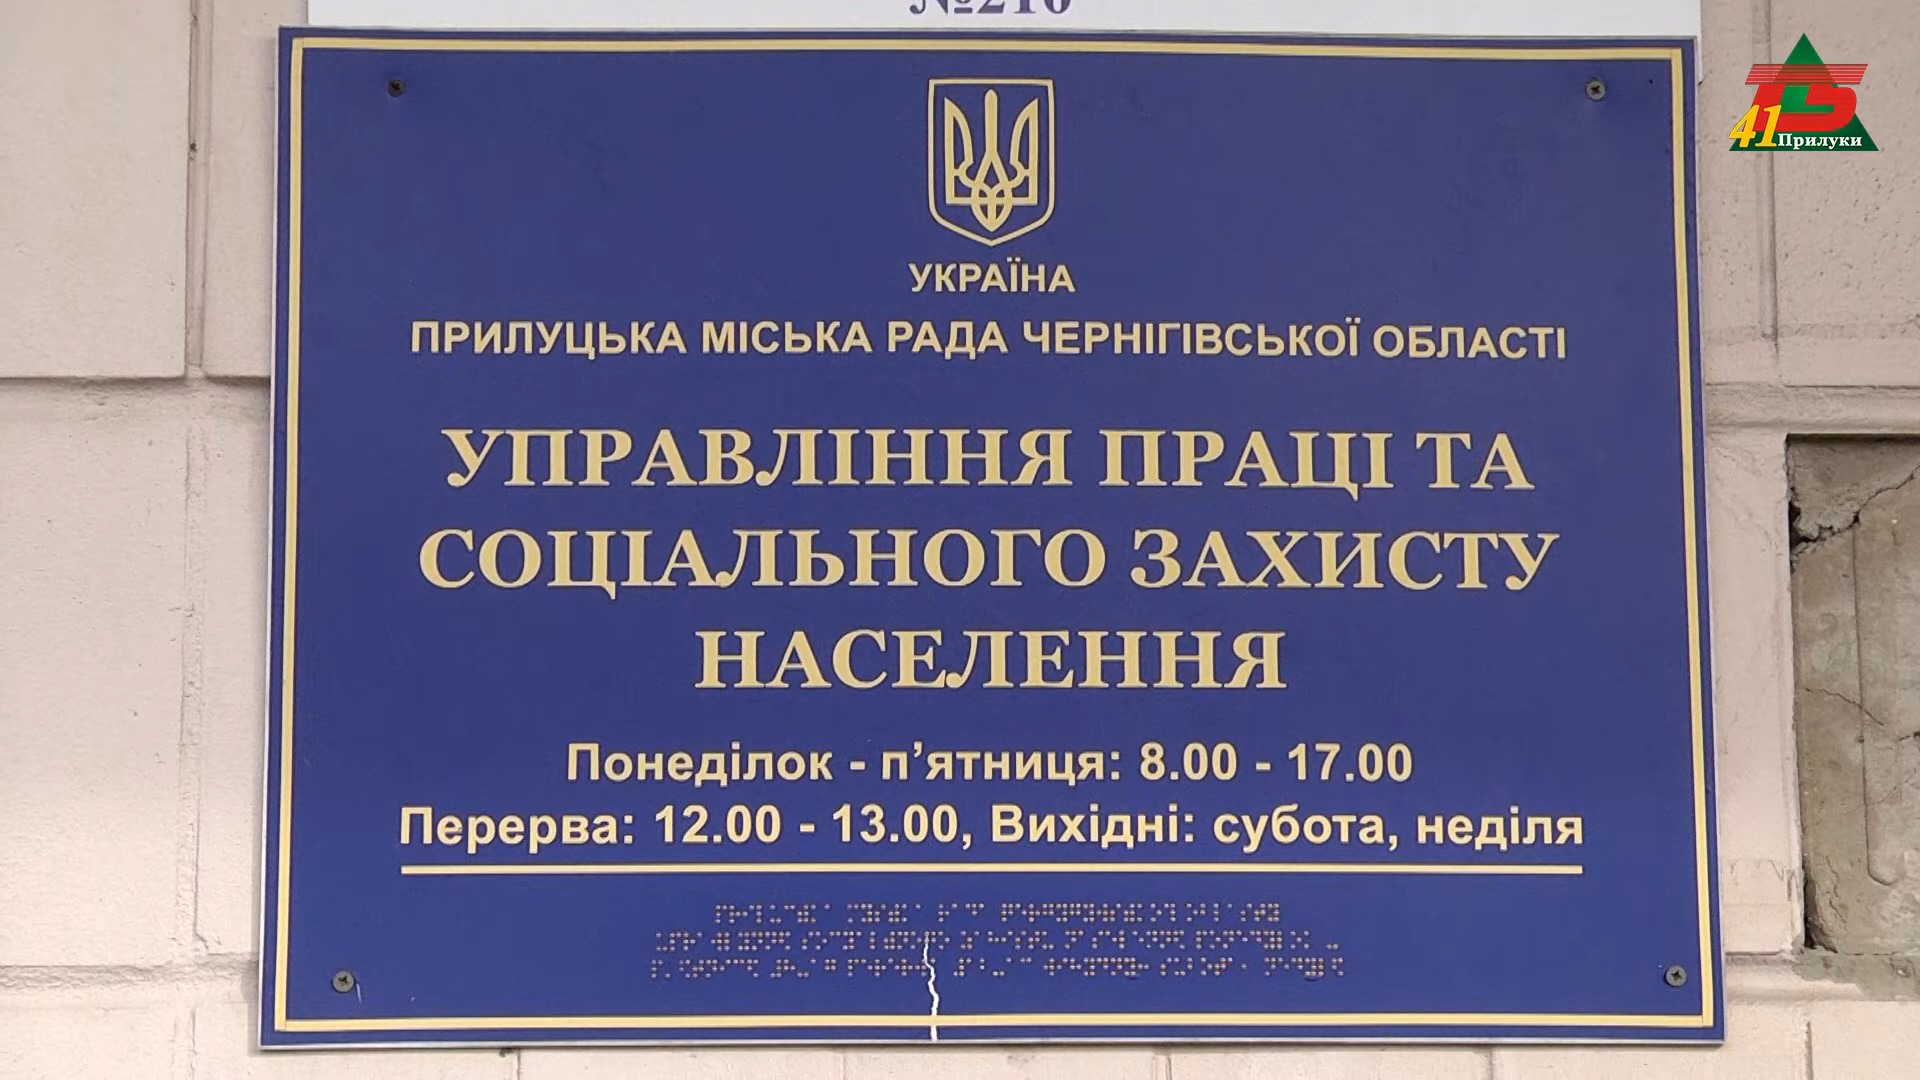 УКРАЇНА
ПРИЛУЦЬКА МІСЬКА РАДА ЧЕРНІГІВСЬКОЇ ОБЛАСТІ
УПРАВЛІННЯ ПРАЦІ ТА
СОЦІАЛЬНОГО ЗАХИСТУ
НАСЕЛЕННЯ
Понеділок - п’ятниця: 8.00 - 17.00
Перерва: 12.00 - 13.00, Вихідні: субота, неділя
41
Прилуки